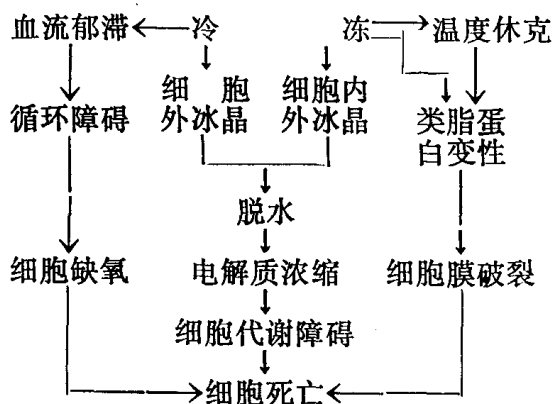 血流郁滞 冷 冻 温度休克
细胞 细胞内
外冰晶 外冰晶
循环障碍 类脂蛋
白变性
脱水
细胞缺氧 电解质浓缩 细胞膜破裂
细胞代谢障碍
细胞死亡